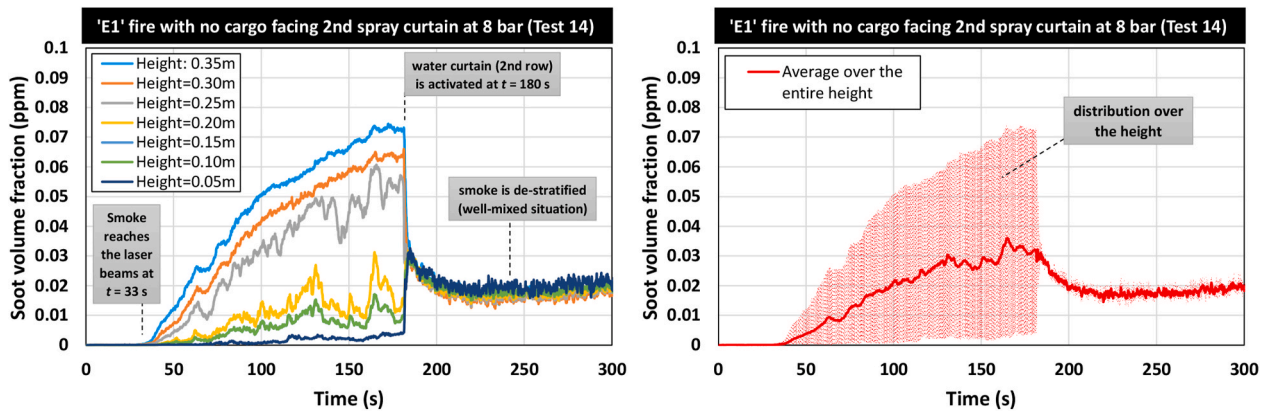 'E1' fire with no cargo facing 2nd spray curtain at 8 bar (Test 14)
Soot volume fraction (ppm)
0.1
0.09
0.08
0.07
0.06
0.05
0.04
0.03
0.02
0.01
0
Height: 0.35m
Height=0.30m
Height=0.25m
Height=0.20m
Height=0.15m
Height=0.10m
Height=0.05m
water curtain (2nd row)
is activated at t = 180 s
smoke is de-stratified
(well-mixed situation)
Smoke
reaches
the laser
beams at
t = 33 s
0 50 100 150 200 250 300
Time (s)
'E1' fire with no cargo facing 2nd spray curtain at 8 bar (Test 14)
Soot volume fraction (ppm)
0.1
0.09
0.08
0.07
0.06
0.05
0.04
0.03
0.02
0.01
0
Average over the
entire height
distribution over
the height
0 50 100 150 200 250 300
Time (s)